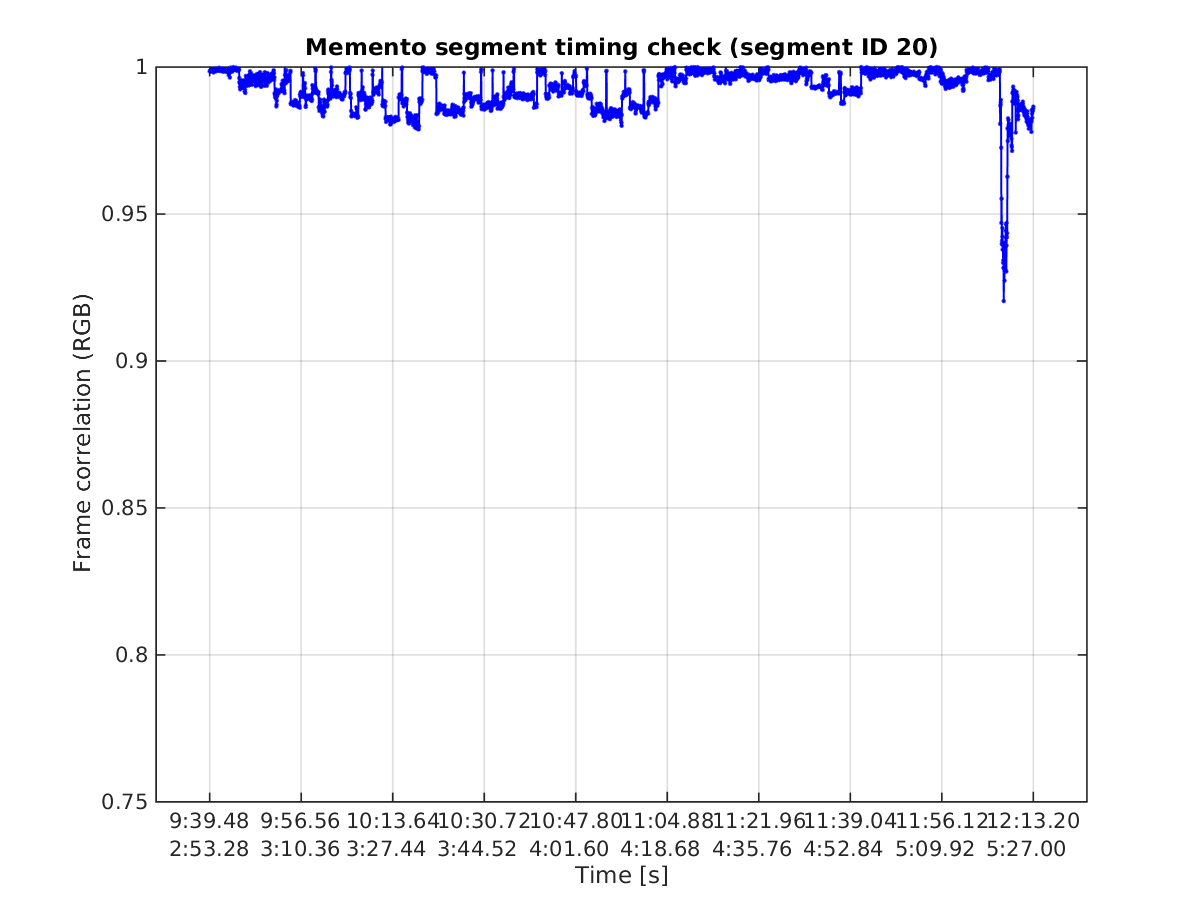 Memento segment timing check (segment ID 20)
1
0.95
0.9
0.85
0.8
0.75
Frame correlation (RGB)
9:39.48 9:56.56 10:13.64 10:30.72 10:47.80 11:04.88 11:21.96 11:39.04 11:56.12 12:13.20
2:53.28 3:10.36 3:27.44 3:44.52 4:01.60 4:18.68 4:35.76 4:52.84 5:09.92 5:27.00
Time [s]